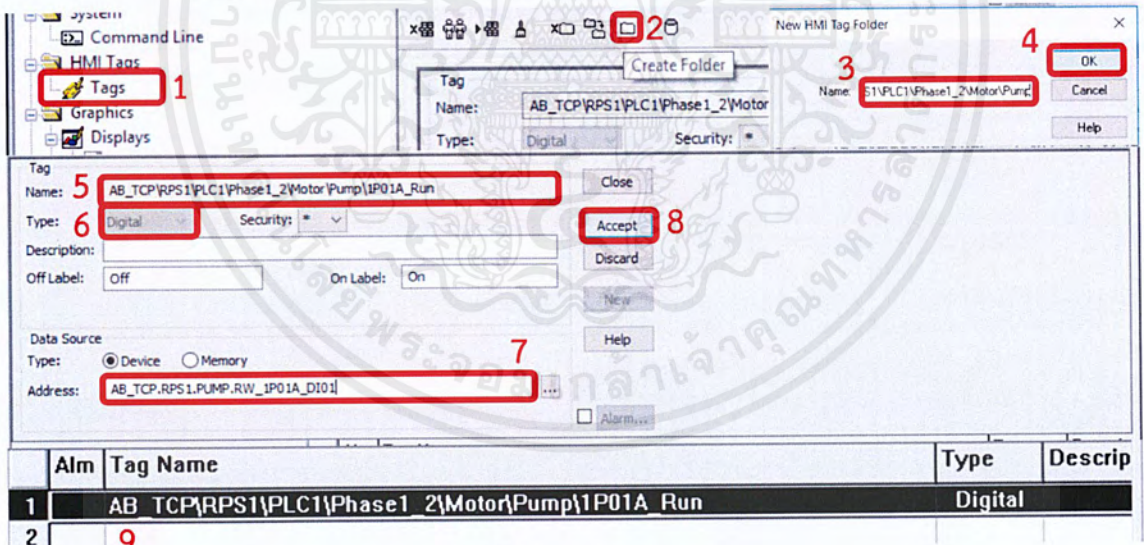 System
Command Line
HMI Tags
Tags
1
Graphics
Displays
2
Create Folder
Tag
Name: AB_TCP\RPS1\PLC1\Phase1_2\Motor
Type: Digital Security: *
New HMI Tag Folder
3
4
OK
Name: S1\PLC1\Phase1_2\Motor\Pump
Cancel
Help
Tag
Name: 5 AB_TCP\RPS1\PLC1\Phase1_2\Motor\Pump\1P01A_Run
Close
Type: 6 Digital Security: *
Accept 8
Description:
Discard
Off Label: Off On Label: On
New
Data Source
Help
Type: Device Memory
7
Address: AB_TCP.RPS1.PUMP.RW_1P01A_DI01 ...
Alarm...
Alm Tag Name Type Descrip
1 AB_TCP\RPS1\PLC1\Phase1_2\Motor\Pump\1P01A_Run Digital
2 9